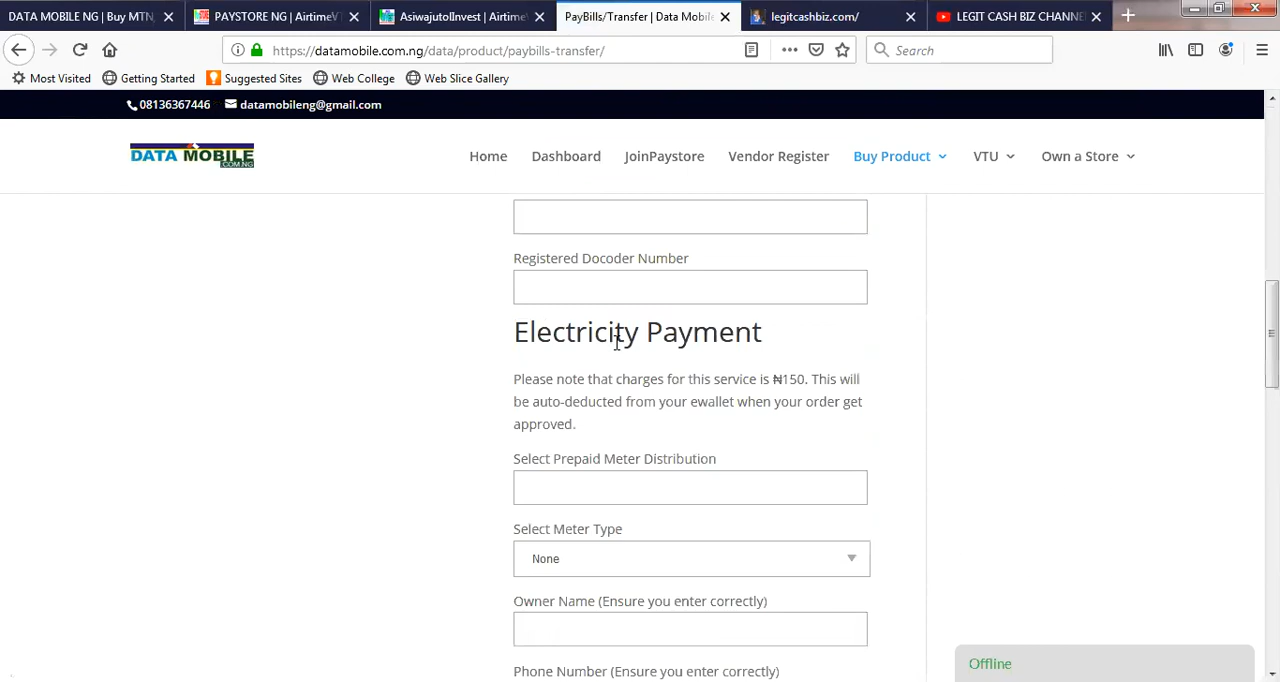 DATA MOBILE NG | Buy MTN,
PAYSTORE NG | AirtimeVT
AsiwajutoIInvest | Airtime
PayBills/Transfer | Data Mobile
legitcashbiz.com/
LEGIT CASH BIZ CHANNE
https://datamobile.com.ng/data/product/paybills-transfer/
Search
Most Visited
Getting Started
Suggested Sites
Web College
Web Slice Gallery
08136367446
datamobileng@gmail.com
DATA MOBILE
.COM.NG
Home
Dashboard
JoinPaystore
Vendor Register
Buy Product
VTU
Own a Store
Registered Docoder Number
Electricity Payment
Please note that charges for this service is ₦150. This will
be auto-deducted from your ewallet when your order get
approved.
Select Prepaid Meter Distribution
Select Meter Type
None
Owner Name (Ensure you enter correctly)
Phone Number (Ensure you enter correctly)
Offline